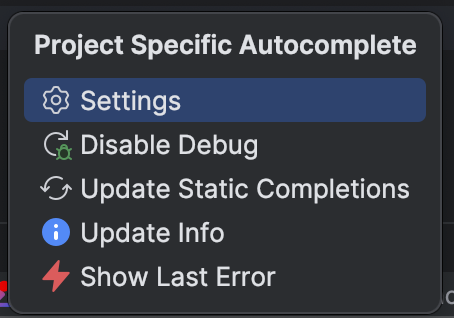 Project Specific Autocomplete
Settings
Disable Debug
Update Static Completions
Update Info
Show Last Error